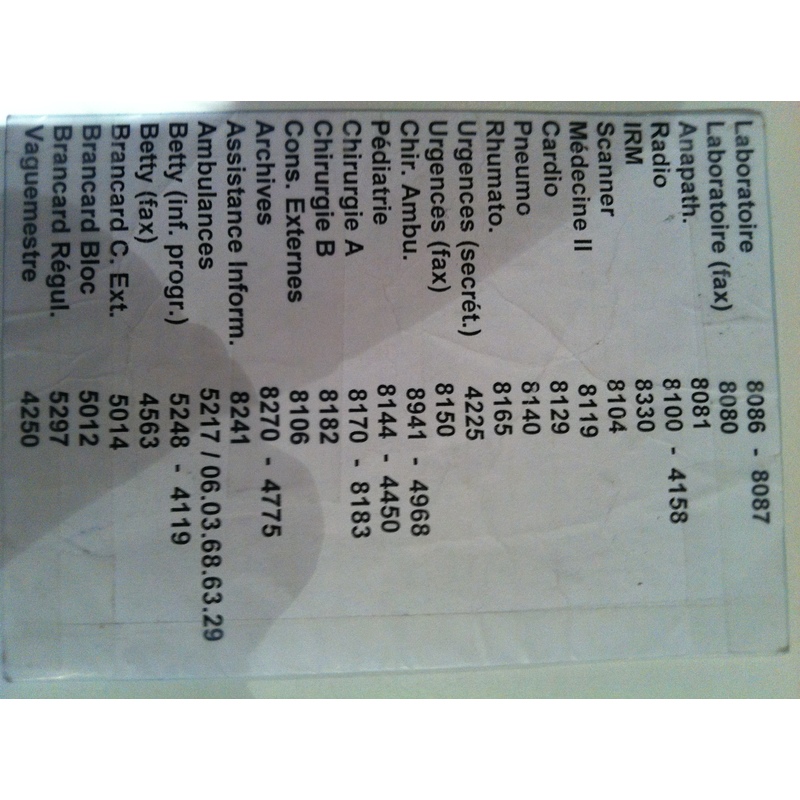 Laboratoire 8086 - 8087
Laboratoire (fax) 8080
Anapath. 8081
Radio 8100 - 4158
IRM 8330
Scanner 8104
Médecine II 8119
Cardio 8129
Pneumo 8140
Rhumato. 8165
Urgences (secrét.) 4225
Urgences (fax) 8150
Chir. Ambu. 8941 - 4968
Pédiatrie 8144 - 4450
Chirurgie A 8170 - 8183
Chirurgie B 8182
Cons. Externes 8106
Archives 8270 - 4775
Assistance Inform. 8241
Ambulances 5217 / 06.03.68.63.29
Betty (inf. progr.) 5248 - 4119
Betty (fax) 4563
Brancard C. Ext. 5014
Brancard Bloc 5012
Brancard Régul. 5297
Vaguemestre 4250